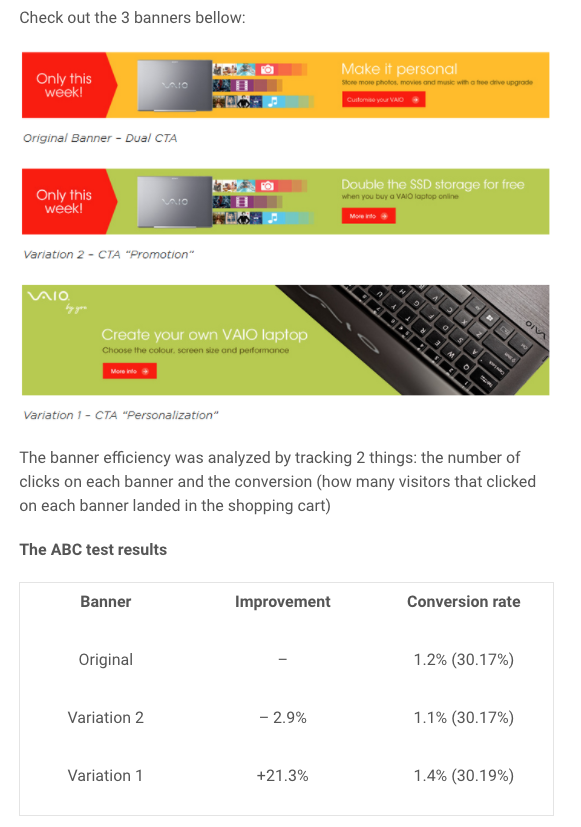 Check out the 3 banners bellow:
Only this
week!
VAIO
Make it personal
Store more photos, movies and music with a free drive upgrade
Customise your VAIO
Original Banner – Dual CTA
Only this
week!
VAIO
Double the SSD storage for free
when you buy a VAIO laptop online
More info
Variation 2 – CTA "Promotion"
VAIO
by you
Create your own VAIO laptop
Choose the colour, screen size and performance
More info
VAIO
VAIO
Variation 1 – CTA "Personalization"
The banner efficiency was analyzed by tracking 2 things: the number of
clicks on each banner and the conversion (how many visitors that clicked
on each banner landed in the shopping cart)
The ABC test results
Banner Improvement Conversion rate
Original – 1.2% (30.17%)
Variation 2 – 2.9% 1.1% (30.17%)
Variation 1 +21.3% 1.4% (30.19%)